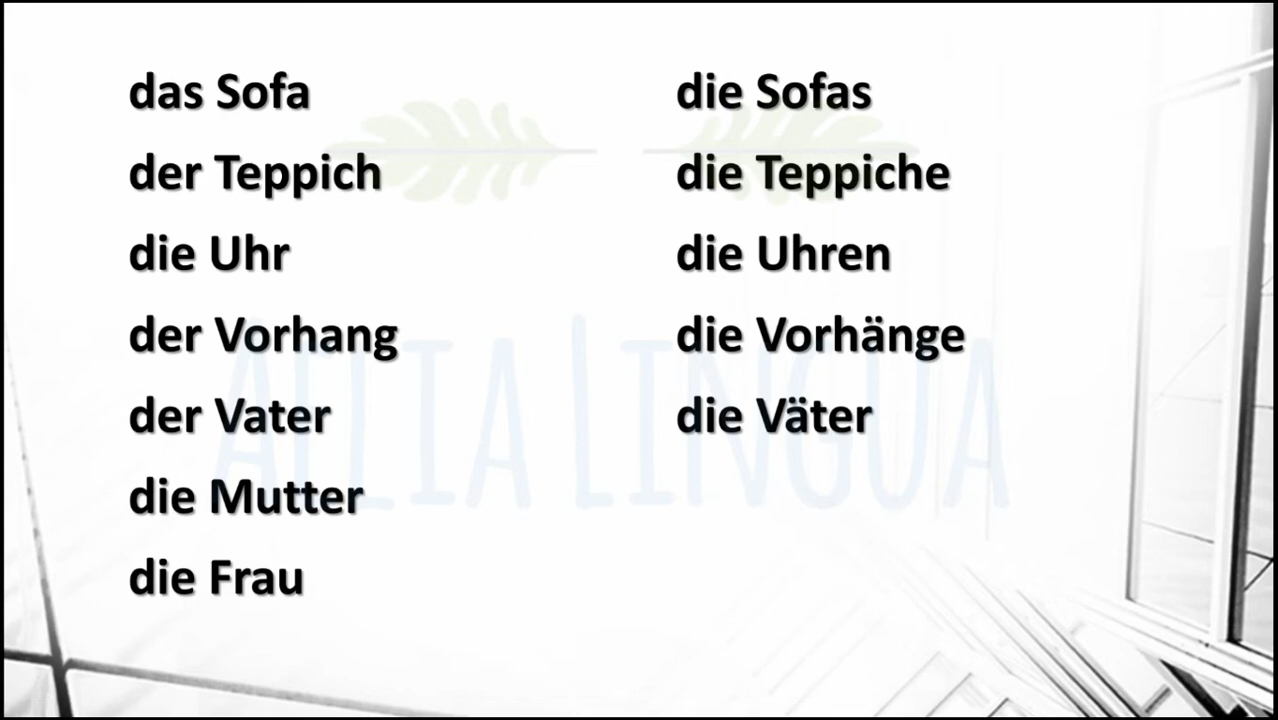 das Sofa die Sofas
der Teppich die Teppiche
die Uhr die Uhren
der Vorhang die Vorhänge
der Vater die Väter
die Mutter
die Frau
ALLIA LINGUA